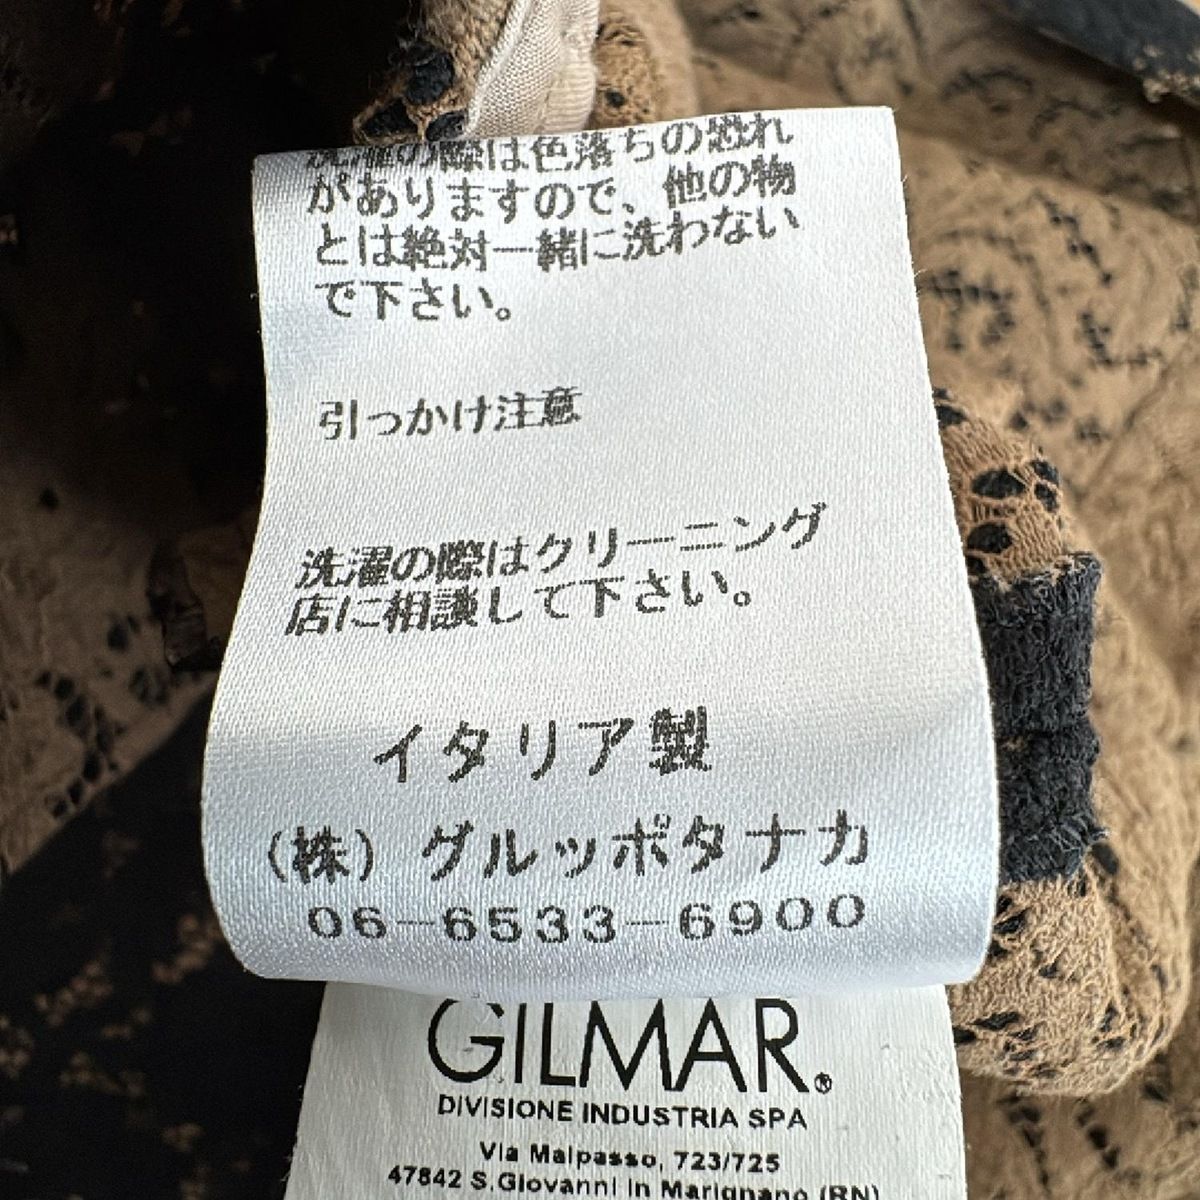 洗濯の際は色落ちの恐れ
がありますので、他の物
とは絶対一緒に洗わない
で下さい。
引っかけ注意
洗濯の際はクリーニング
店に相談して下さい。
イタリア製
(株) グルッポタナカ
06-6533-6900
GILMAR®
DIVISIONE INDUSTRIA SPA
Via Malpasso, 723/725
47842 S.Giovanni in Marignano (RN)